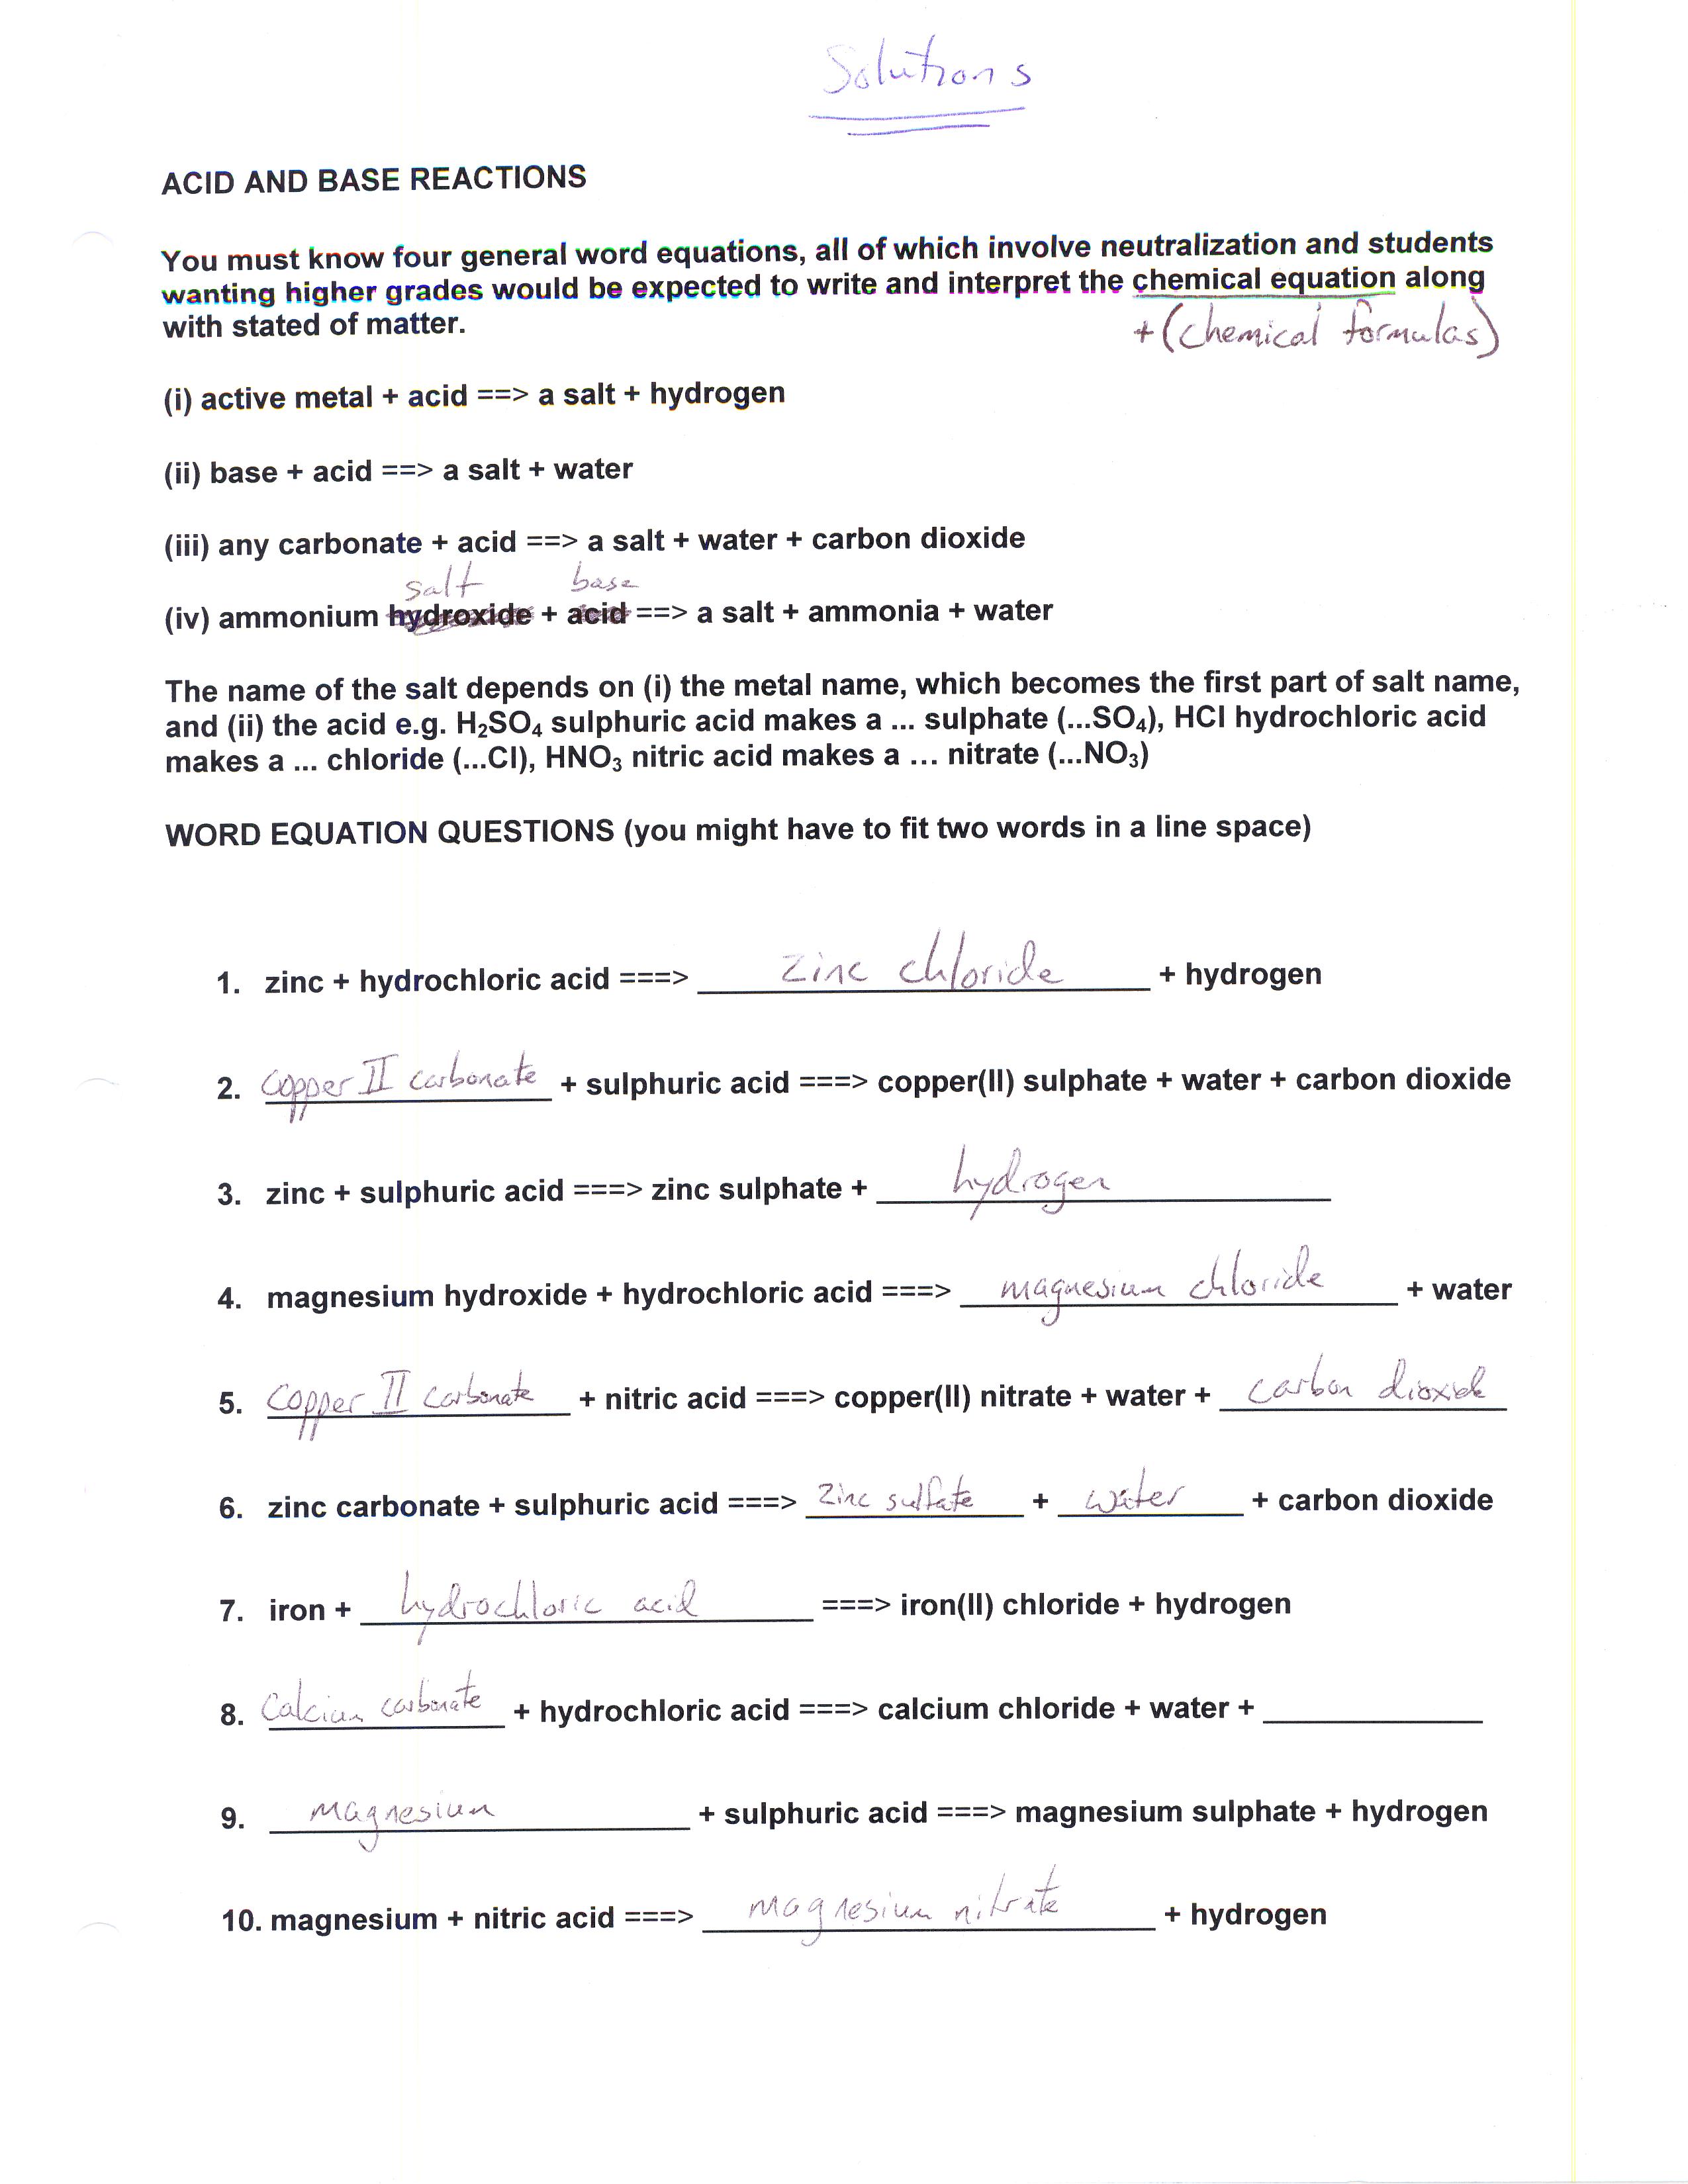 Solutions
ACID AND BASE REACTIONS
You must know four general word equations, all of which involve neutralization and students
wanting higher grades would be expected to write and interpret the chemical equation along
with stated of matter.
+ (chemical formulas)
(i) active metal + acid ==> a salt + hydrogen
(ii) base + acid ==> a salt + water
(iii) any carbonate + acid ==> a salt + water + carbon dioxide
salt base
(iv) ammonium hydroxide + acid ==> a salt + ammonia + water
The name of the salt depends on (i) the metal name, which becomes the first part of salt name,
and (ii) the acid e.g. H₂SO₄ sulphuric acid makes a ... sulphate (...SO₄), HCl hydrochloric acid
makes a ... chloride (...Cl), HNO₃ nitric acid makes a ... nitrate (...NO₃)
WORD EQUATION QUESTIONS (you might have to fit two words in a line space)
1. zinc + hydrochloric acid ===> zinc chloride + hydrogen
2. Copper II carbonate + sulphuric acid ===> copper(II) sulphate + water + carbon dioxide
3. zinc + sulphuric acid ===> zinc sulphate + hydrogen
4. magnesium hydroxide + hydrochloric acid ===> magnesium chloride + water
5. Copper II carbonate + nitric acid ===> copper(II) nitrate + water + carbon dioxide
6. zinc carbonate + sulphuric acid ===> zinc sulfate + water + carbon dioxide
7. iron + hydrochloric acid ===> iron(II) chloride + hydrogen
8. Calcium carbonate + hydrochloric acid ===> calcium chloride + water + ____
9. magnesium + sulphuric acid ===> magnesium sulphate + hydrogen
10. magnesium + nitric acid ===> magnesium nitrate + hydrogen